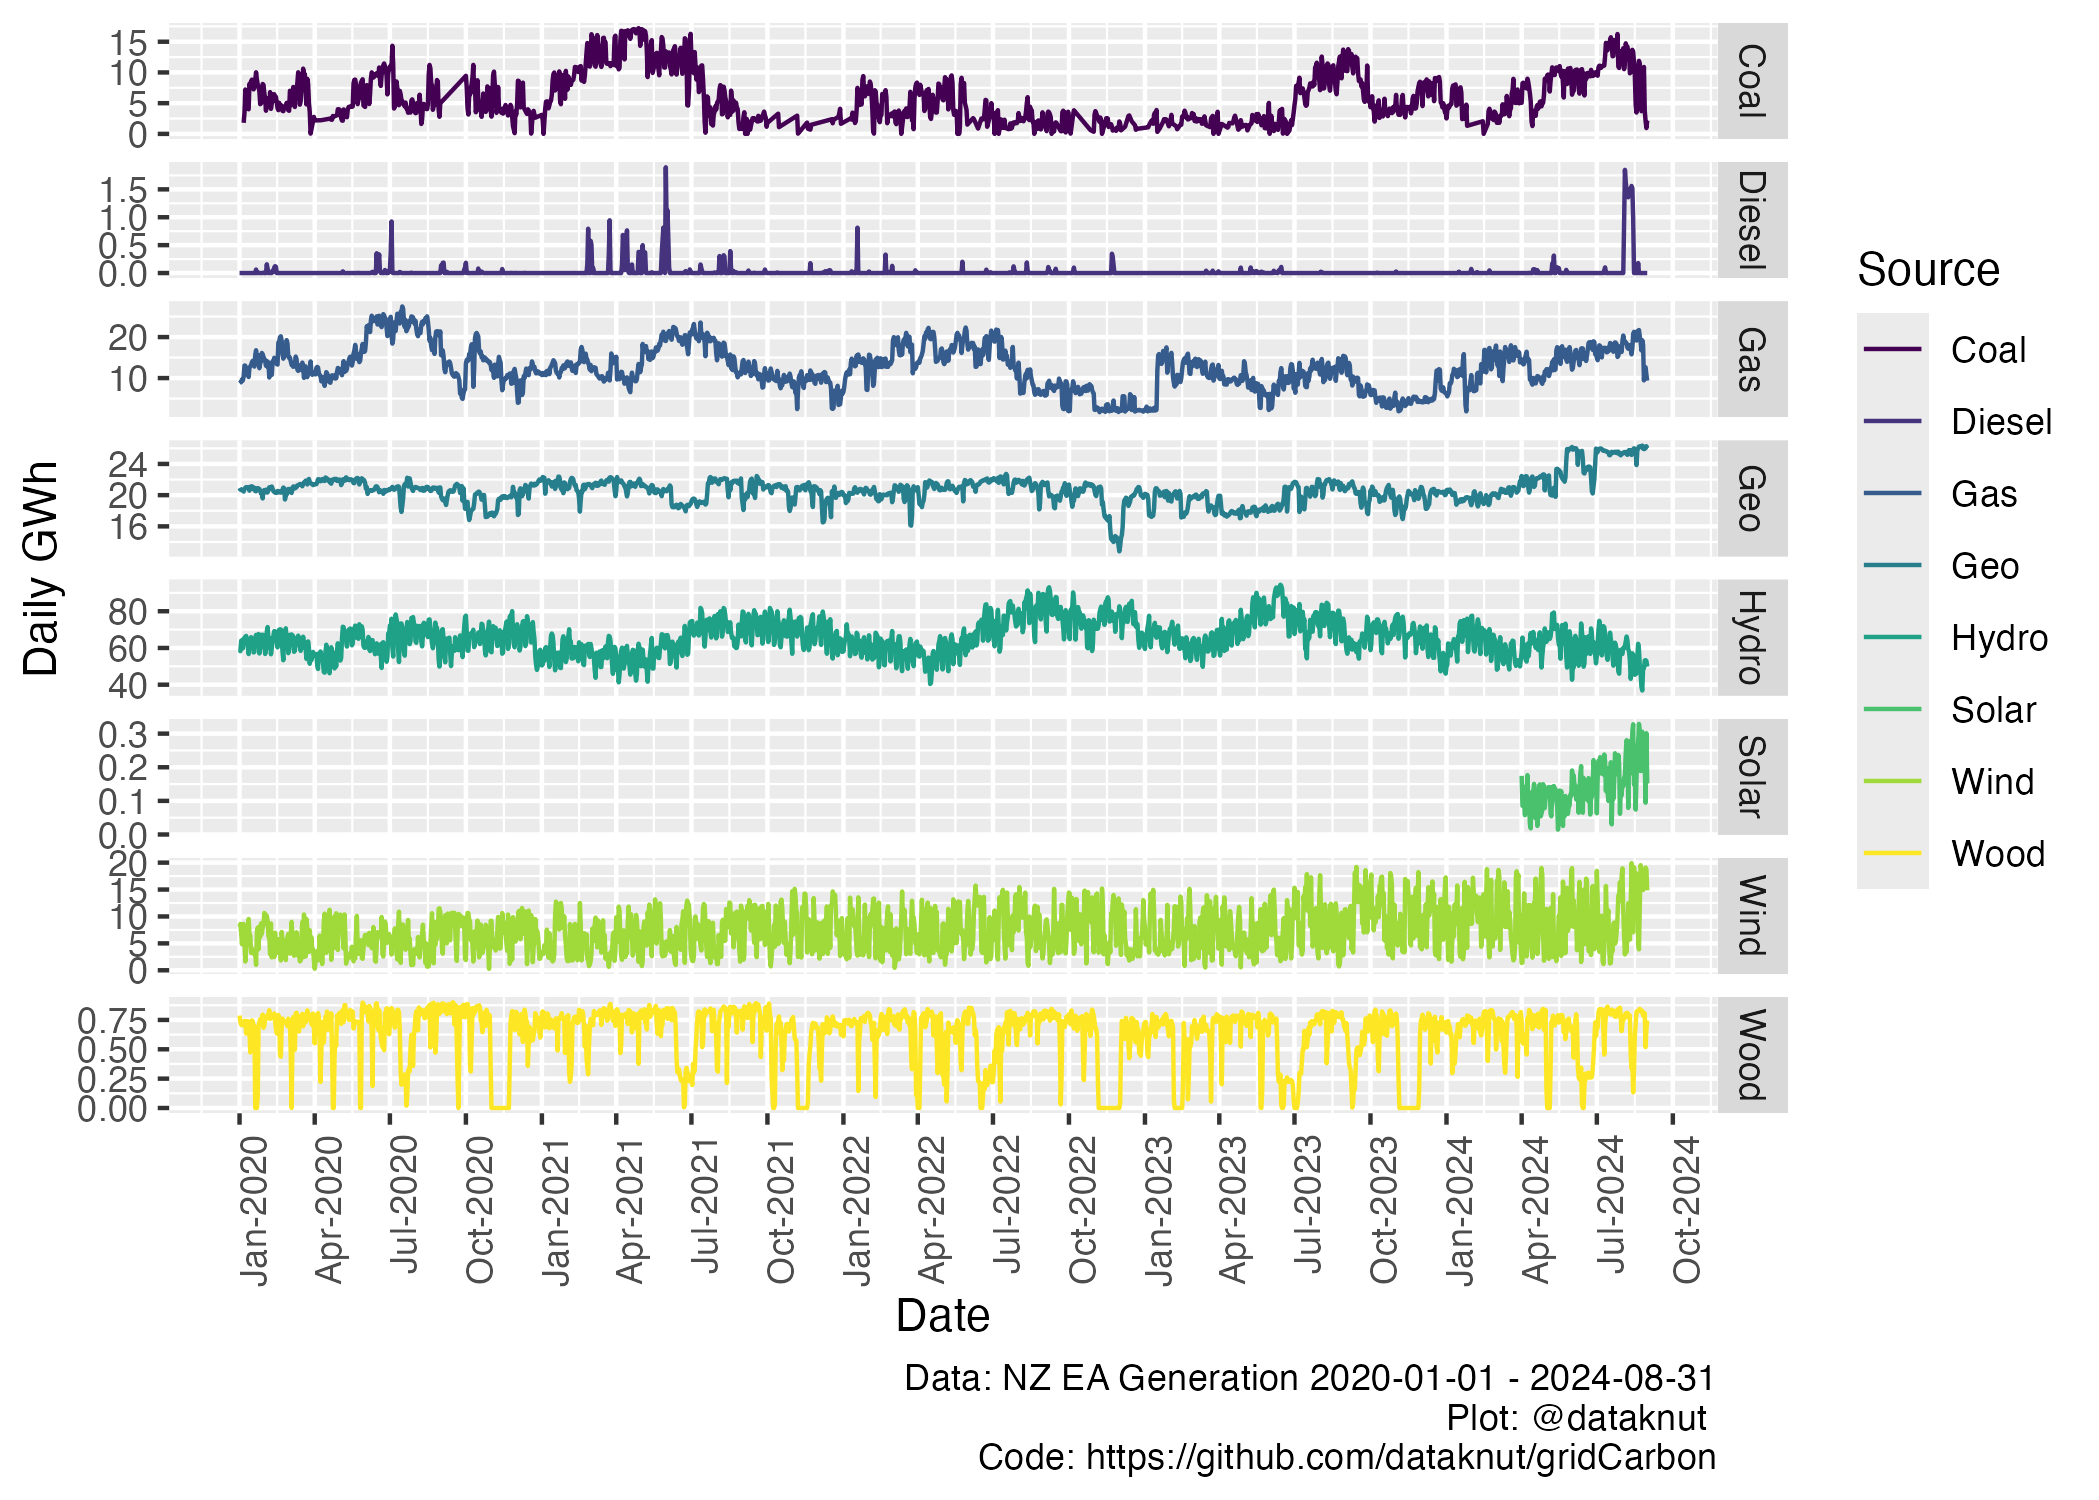 15
10
5
0
Coal
1.5
1.0
0.5
0.0
Diesel
20
10
Gas
24
20
16
Geo
80
60
40
Hydro
0.3
0.2
0.1
0.0
Solar
20
15
10
5
0
Wind
0.75
0.50
0.25
0.00
Wood
Daily GWh
Jan-2020
Apr-2020
Jul-2020
Oct-2020
Jan-2021
Apr-2021
Jul-2021
Oct-2021
Jan-2022
Apr-2022
Jul-2022
Oct-2022
Jan-2023
Apr-2023
Jul-2023
Oct-2023
Jan-2024
Apr-2024
Jul-2024
Oct-2024
Date
Source
Coal
Diesel
Gas
Geo
Hydro
Solar
Wind
Wood
Data: NZ EA Generation 2020-01-01 - 2024-08-31
Plot: @dataknut
Code: https://github.com/dataknut/gridCarbon